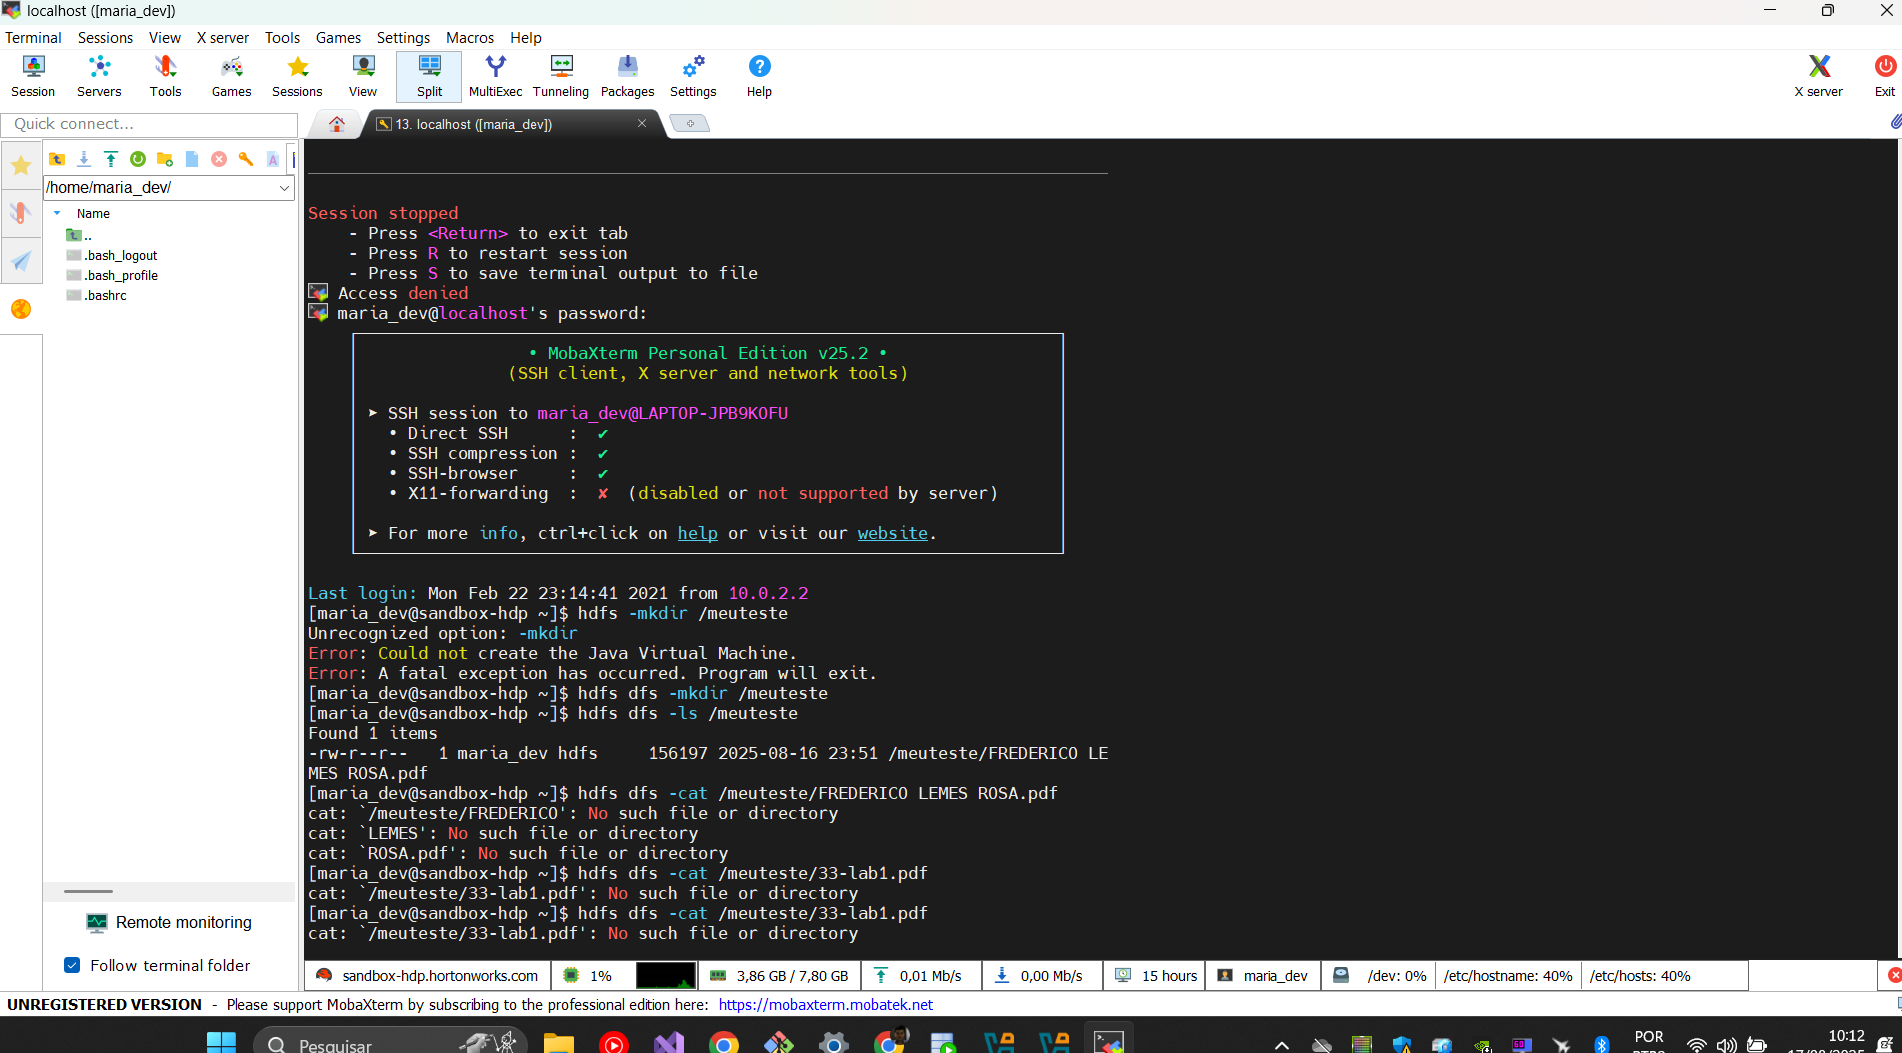 localhost ([maria_dev])
Terminal Sessions View X server Tools Games Settings Macros Help
Session Servers Tools Games Sessions View Split MultiExec Tunneling Packages Settings Help X server Exit
Quick connect...
13. localhost ([maria_dev])
/home/maria_dev/
Name
..
.bash_logout
.bash_profile
.bashrc
Remote monitoring
Follow terminal folder
Session stopped
- Press <Return> to exit tab
- Press R to restart session
- Press S to save terminal output to file
Access denied
maria_dev@localhost's password:
• MobaXterm Personal Edition v25.2 •
(SSH client, X server and network tools)
➤ SSH session to maria_dev@LAPTOP-JPB9KOFU
• Direct SSH : ✔
• SSH compression : ✔
• SSH-browser : ✔
• X11-forwarding : ✘ (disabled or not supported by server)
➤ For more info, ctrl+click on help or visit our website.
Last login: Mon Feb 22 23:14:41 2021 from 10.0.2.2
[maria_dev@sandbox-hdp ~]$ hdfs -mkdir /meuteste
Unrecognized option: -mkdir
Error: Could not create the Java Virtual Machine.
Error: A fatal exception has occurred. Program will exit.
[maria_dev@sandbox-hdp ~]$ hdfs dfs -mkdir /meuteste
[maria_dev@sandbox-hdp ~]$ hdfs dfs -ls /meuteste
Found 1 items
-rw-r--r-- 1 maria_dev hdfs 156197 2025-08-16 23:51 /meuteste/FREDERICO LE
MES ROSA.pdf
[maria_dev@sandbox-hdp ~]$ hdfs dfs -cat /meuteste/FREDERICO LEMES ROSA.pdf
cat: `/meuteste/FREDERICO': No such file or directory
cat: `LEMES': No such file or directory
cat: `ROSA.pdf': No such file or directory
[maria_dev@sandbox-hdp ~]$ hdfs dfs -cat /meuteste/33-lab1.pdf
cat: `/meuteste/33-lab1.pdf': No such file or directory
[maria_dev@sandbox-hdp ~]$ hdfs dfs -cat /meuteste/33-lab1.pdf
cat: `/meuteste/33-lab1.pdf': No such file or directory
sandbox-hdp.hortonworks.com 1% 3,86 GB / 7,80 GB 0,01 Mb/s 0,00 Mb/s 15 hours maria_dev /dev: 0% /etc/hostname: 40% /etc/hosts: 40%
UNREGISTERED VERSION - Please support MobaXterm by subscribing to the professional edition here: https://mobaxterm.mobatek.net
Pesquisar
POR
10:12